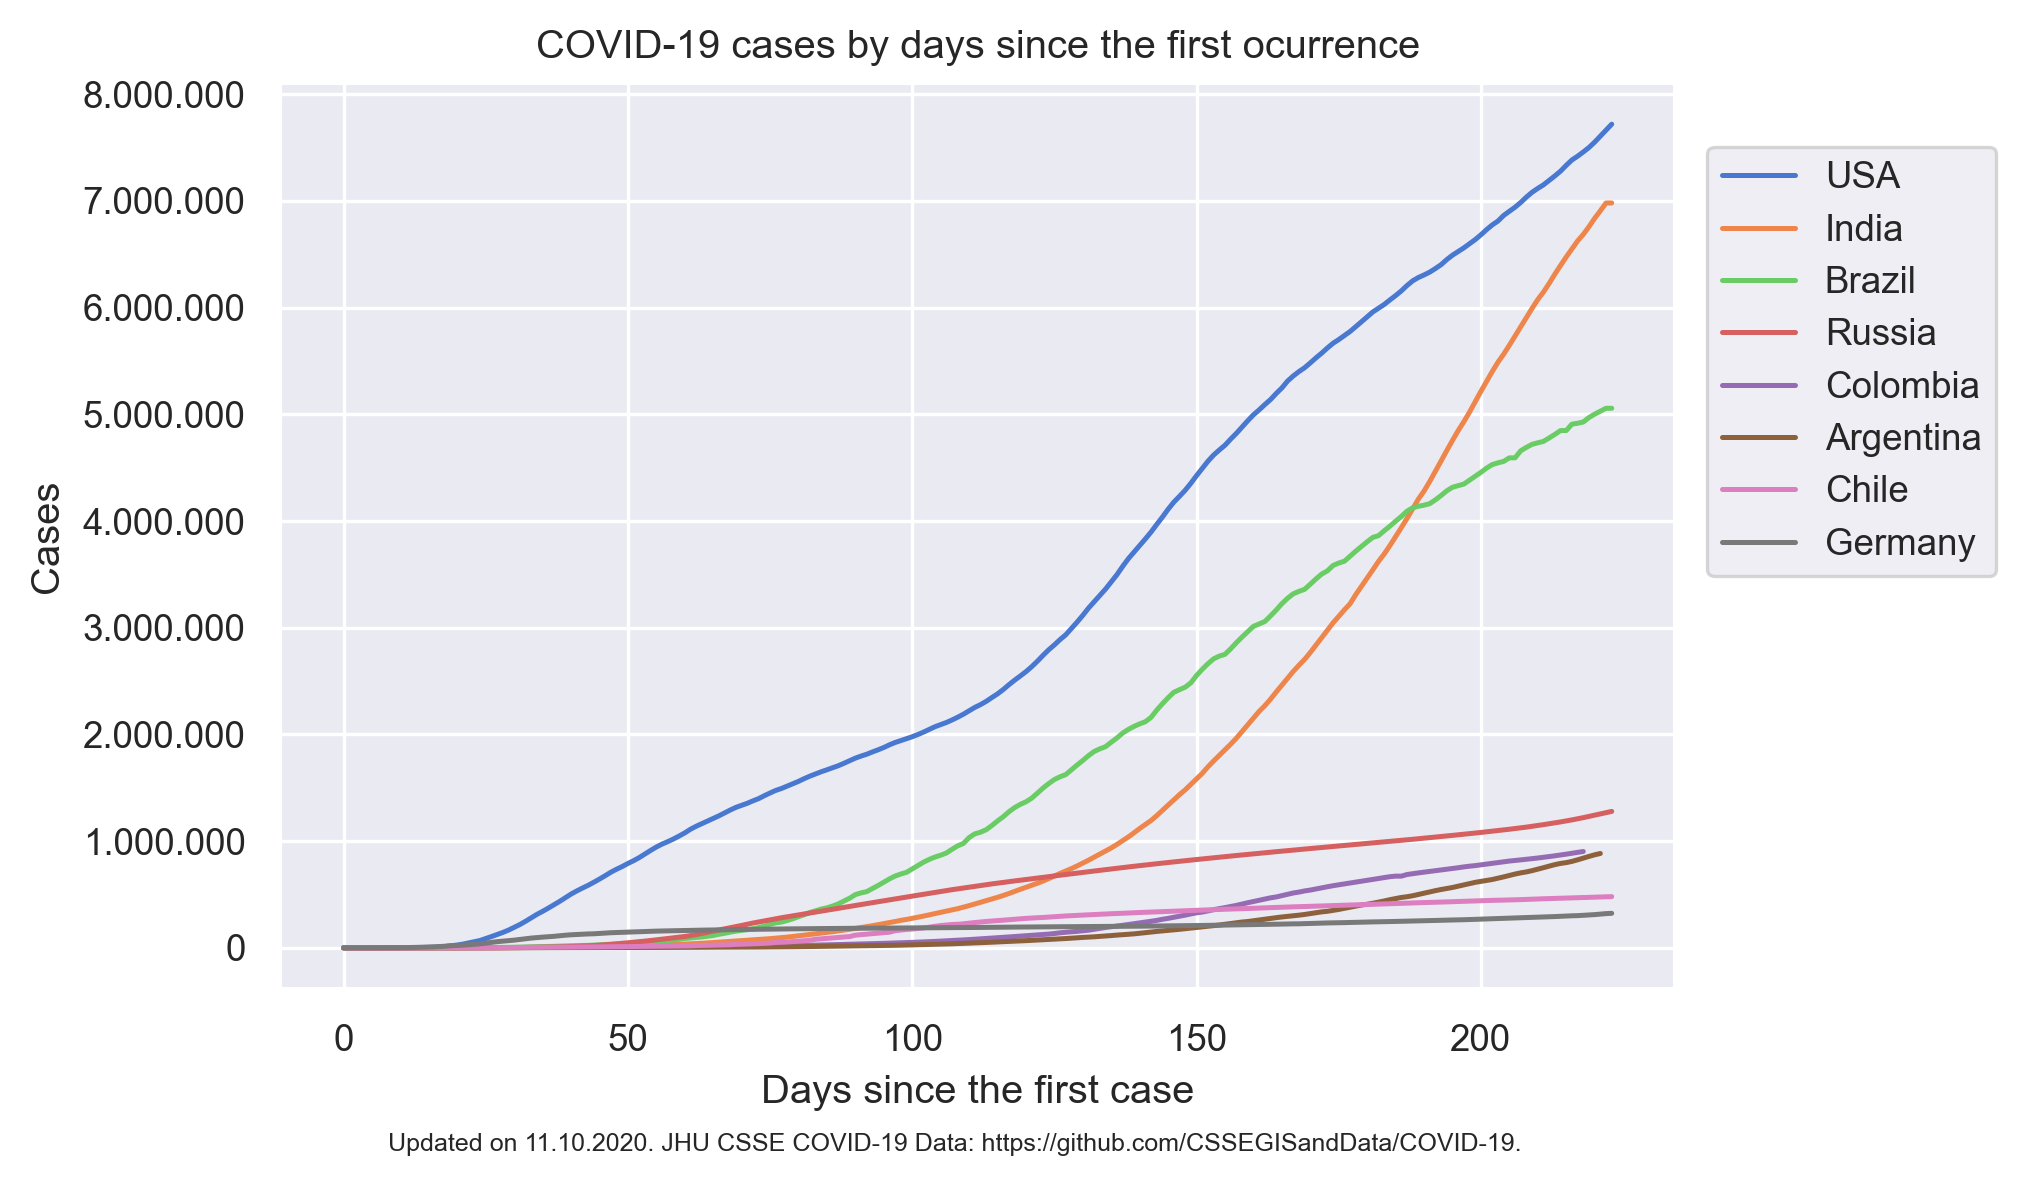 COVID-19 cases by days since the first ocurrence
8.000.000
7.000.000
6.000.000
5.000.000
4.000.000
3.000.000
2.000.000
1.000.000
0
Cases
0 50 100 150 200
Days since the first case
USA
India
Brazil
Russia
Colombia
Argentina
Chile
Germany
Updated on 11.10.2020. JHU CSSE COVID-19 Data: https://github.com/CSSEGISandData/COVID-19.